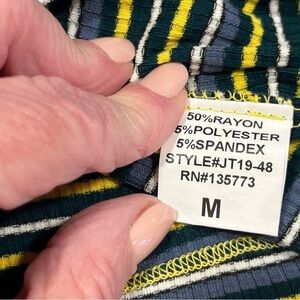 50%RAYON
5%POLYESTER
5%SPANDEX
STYLE#JT19-48
RN#135773
M